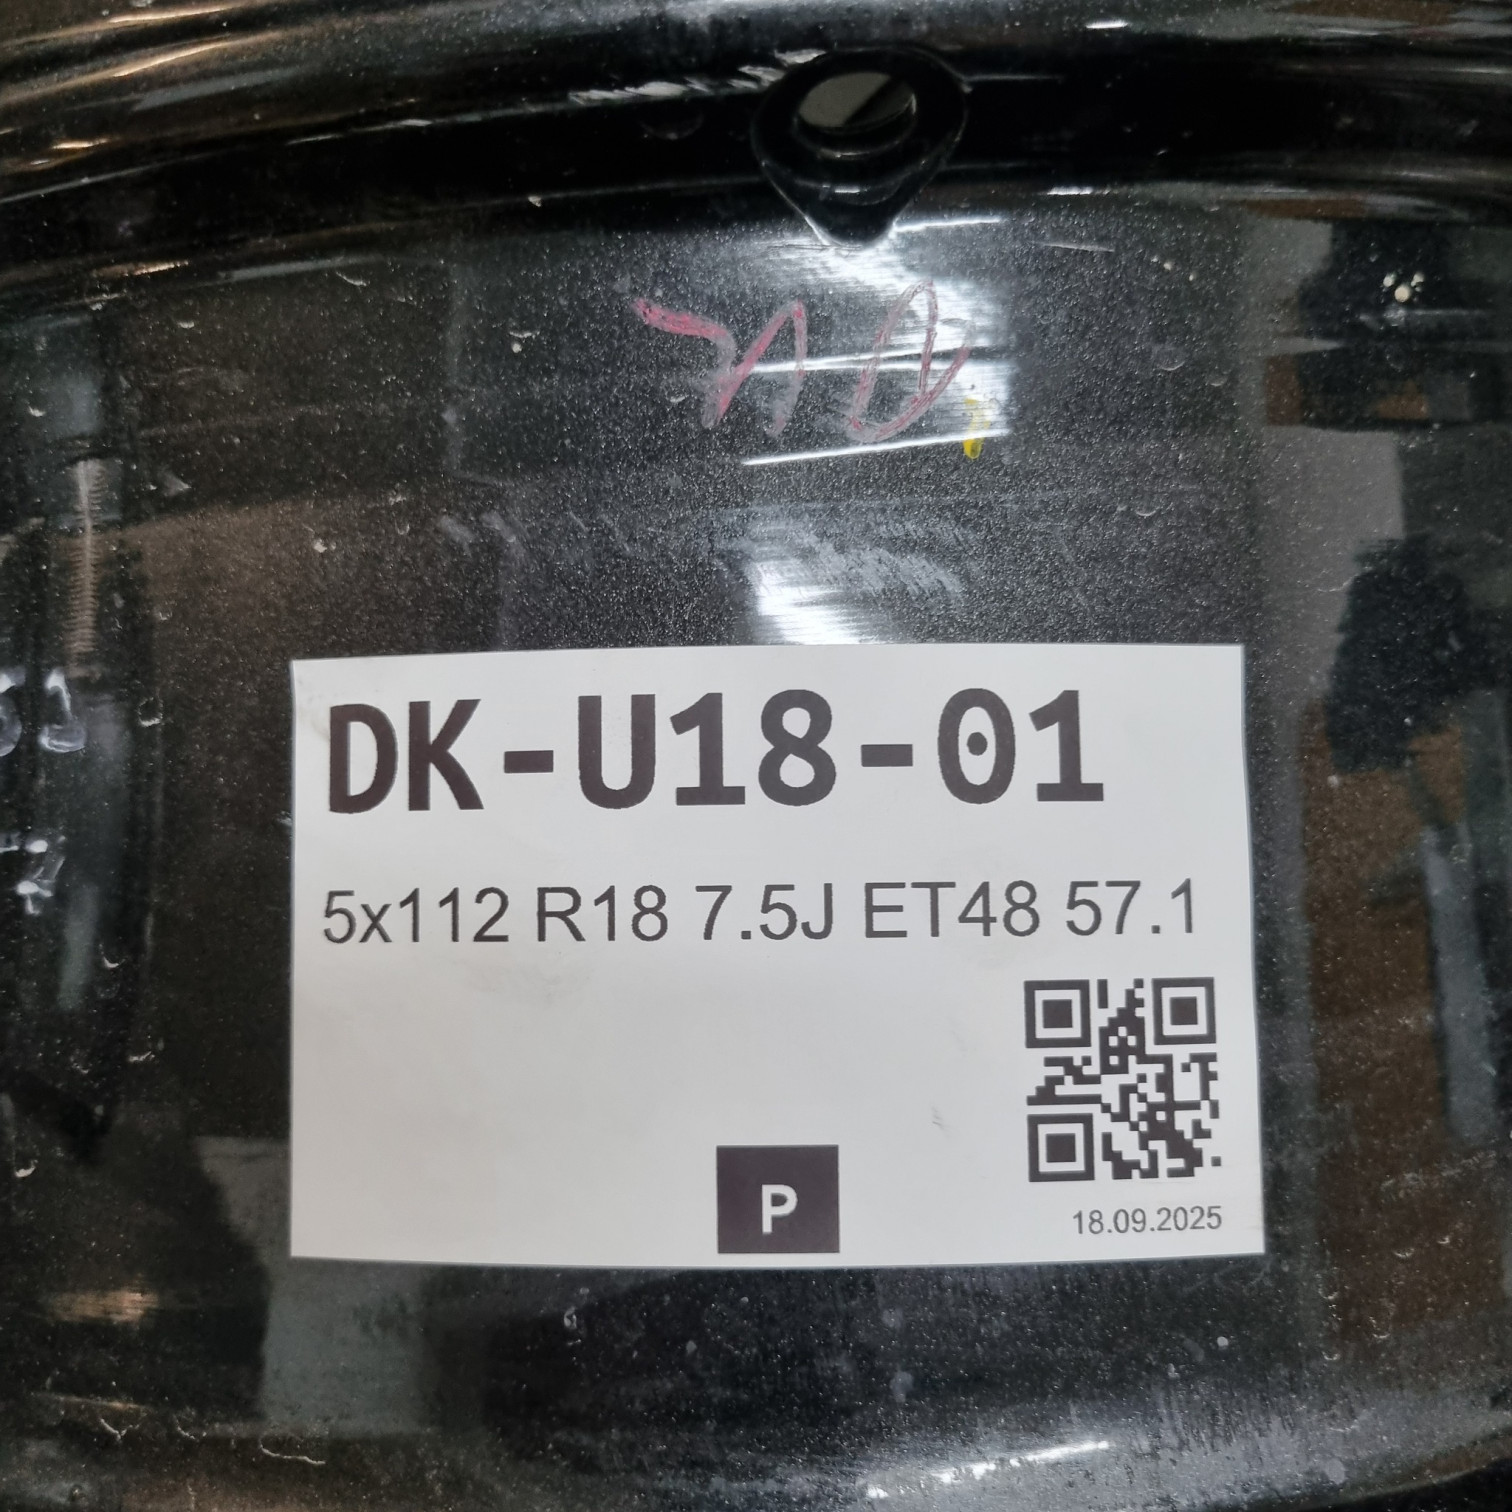 DK-U18-01
5x112 R18 7.5J ET48 57.1
P
18.09.2025